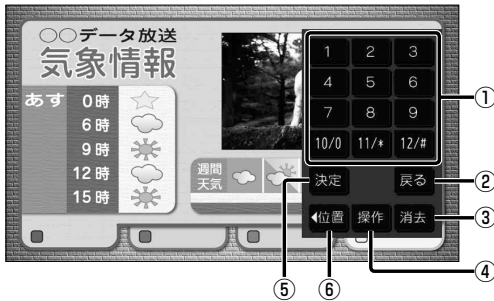 ○○データ放送
気象情報
あす 0時
6時
9時
12時
15時
週間
天気
1 2 3
4 5 6
7 8 9
10/0 11/* 12/#
決定 戻る
位置 操作 消去
①
②
③
④
⑤
⑥